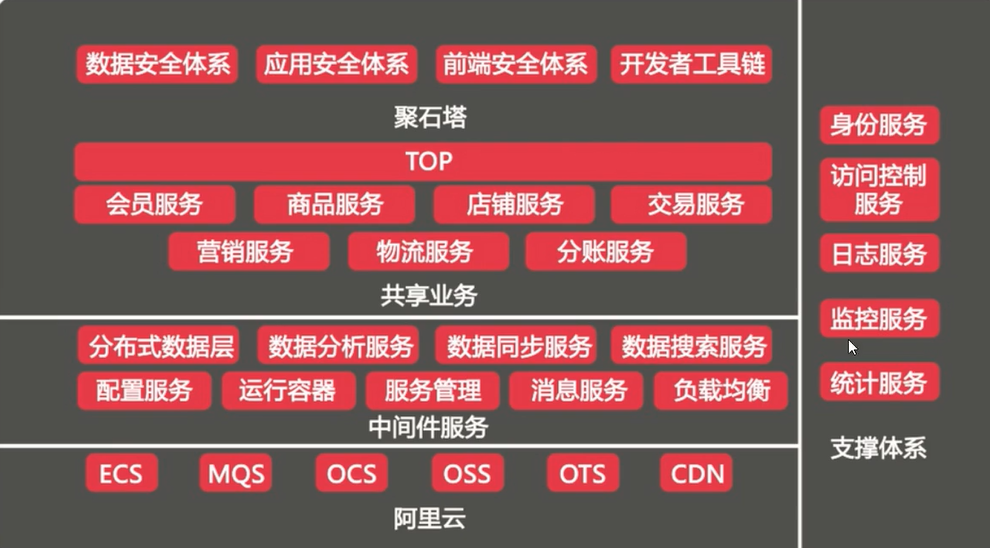 数据安全体系 应用安全体系 前端安全体系 开发者工具链
聚石塔
TOP
会员服务 商品服务 店铺服务 交易服务
营销服务 物流服务 分账服务
共享业务
分布式数据层 数据分析服务 数据同步服务 数据搜索服务
配置服务 运行容器 服务管理 消息服务 负载均衡
中间件服务
ECS MQS OCS OSS OTS CDN
阿里云
身份服务
访问控制
服务
日志服务
监控服务
统计服务
支撑体系